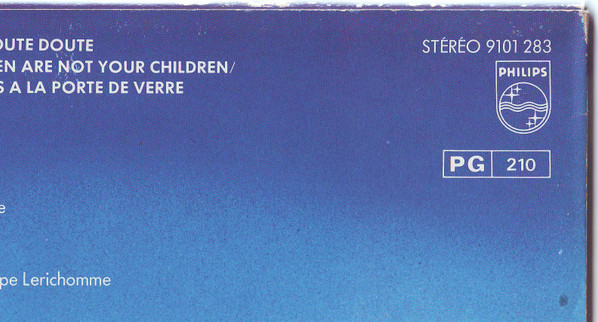 OUTE DOUTE
EN ARE NOT YOUR CHILDREN/
S A LA PORTE DE VERRE
STÉRÉO 9101 283
PHILIPS
PG 210
e
pe Lerichomme